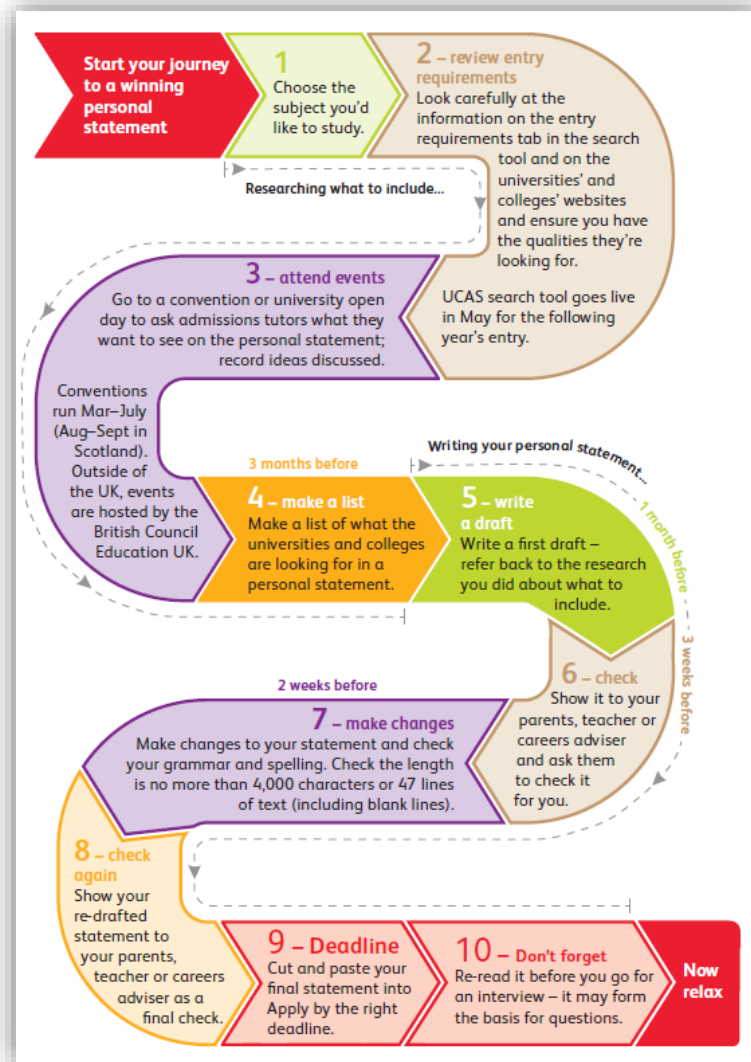 Start your journey
to a winning
personal
statement
1
Choose the
subject you'd
like to study.
2 – review entry
requirements
Look carefully at the
information on the entry
requirements tab in the search
tool and on the
universities' and
colleges' websites
and ensure you have
the qualities they're
looking for.
UCAS search tool goes live
in May for the following
year's entry.
Researching what to include...
3 – attend events
Go to a convention or university open
day to ask admissions tutors what they
want to see on the personal statement;
record ideas discussed.
Conventions
run Mar–July
(Aug–Sept in
Scotland).
Outside of
the UK, events
are hosted by the
British Council
Education UK.
3 months before
4 – make a list
Make a list of what the
universities and colleges
are looking for in a
personal statement.
Writing your personal statement...
5 – write
a draft
Write a first draft –
refer back to the research
you did about what to
include.
1 month before
3 weeks before
6 – check
Show it to your
parents, teacher or
careers adviser
and ask them
to check it
for you.
2 weeks before
7 – make changes
Make changes to your statement and check
your grammar and spelling. Check the length
is no more than 4,000 characters or 47 lines
of text (including blank lines).
8 – check
again
Show your
re-drafted
statement to
your parents,
teacher or careers
adviser as a
final check.
9 – Deadline
Cut and paste your
final statement into
Apply by the right
deadline.
10 – Don't forget
Re-read it before you go for
an interview – it may form
the basis for questions.
Now
relax